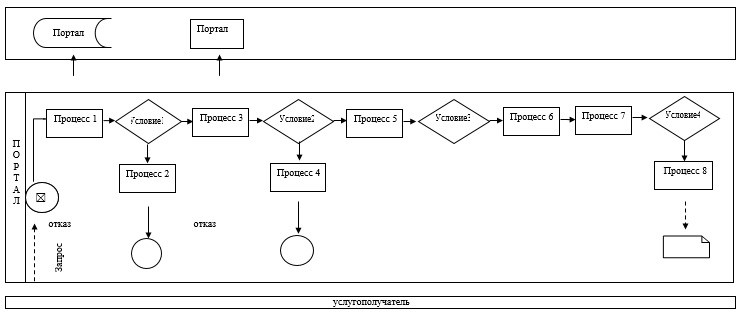 Портал
Портал
ПОРТАЛ
Процесс 1
Условие1
Процесс 3
Условие2
Процесс 5
Условие3
Процесс 6
Процесс 7
Условие4
Процесс 2
Процесс 4
Процесс 8
отказ
отказ
Запрос
услугополучатель